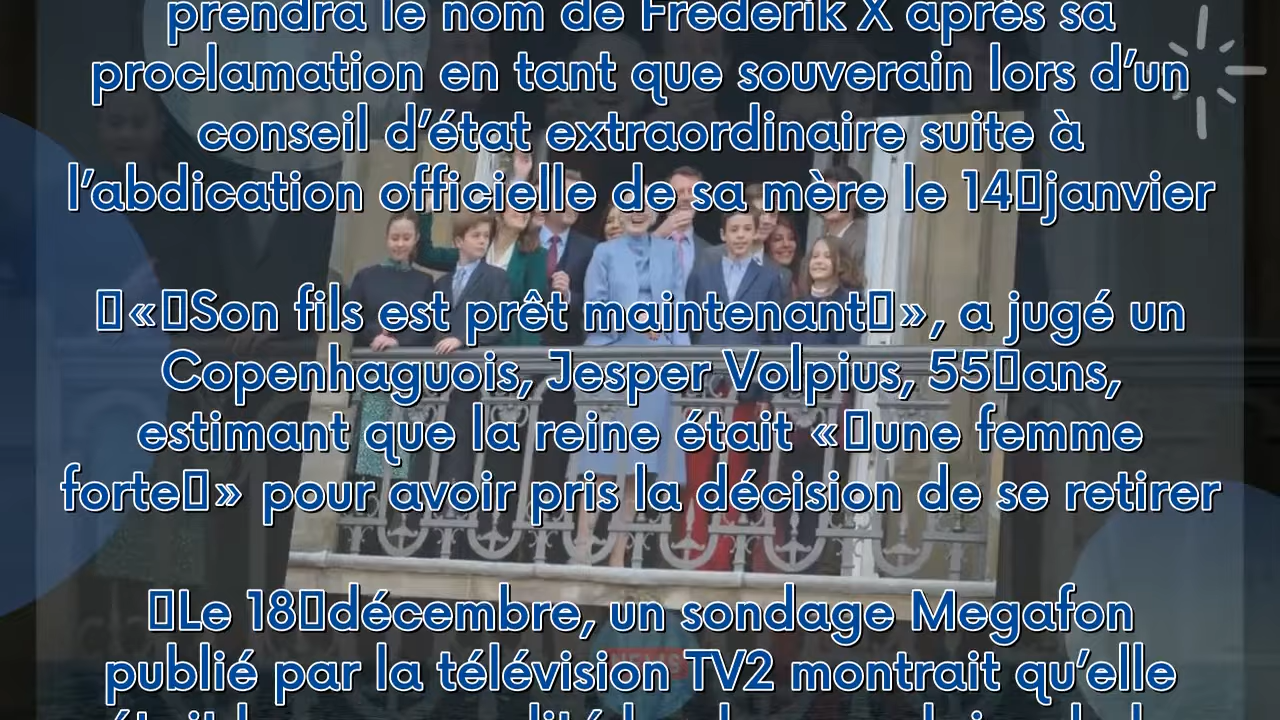 prendra le nom de Frederik X après sa
proclamation en tant que souverain lors d’un
conseil d’état extraordinaire suite à
l’abdication officielle de sa mère le 14▯janvier
▯«▯Son fils est prêt maintenant▯», a jugé un
Copenhaguois, Jesper Volpius, 55▯ans,
estimant que la reine était «▯une femme
forte▯» pour avoir pris la décision de se retirer
▯Le 18▯décembre, un sondage Megafon
publié par la télévision TV2 montrait qu’elle
NEWS